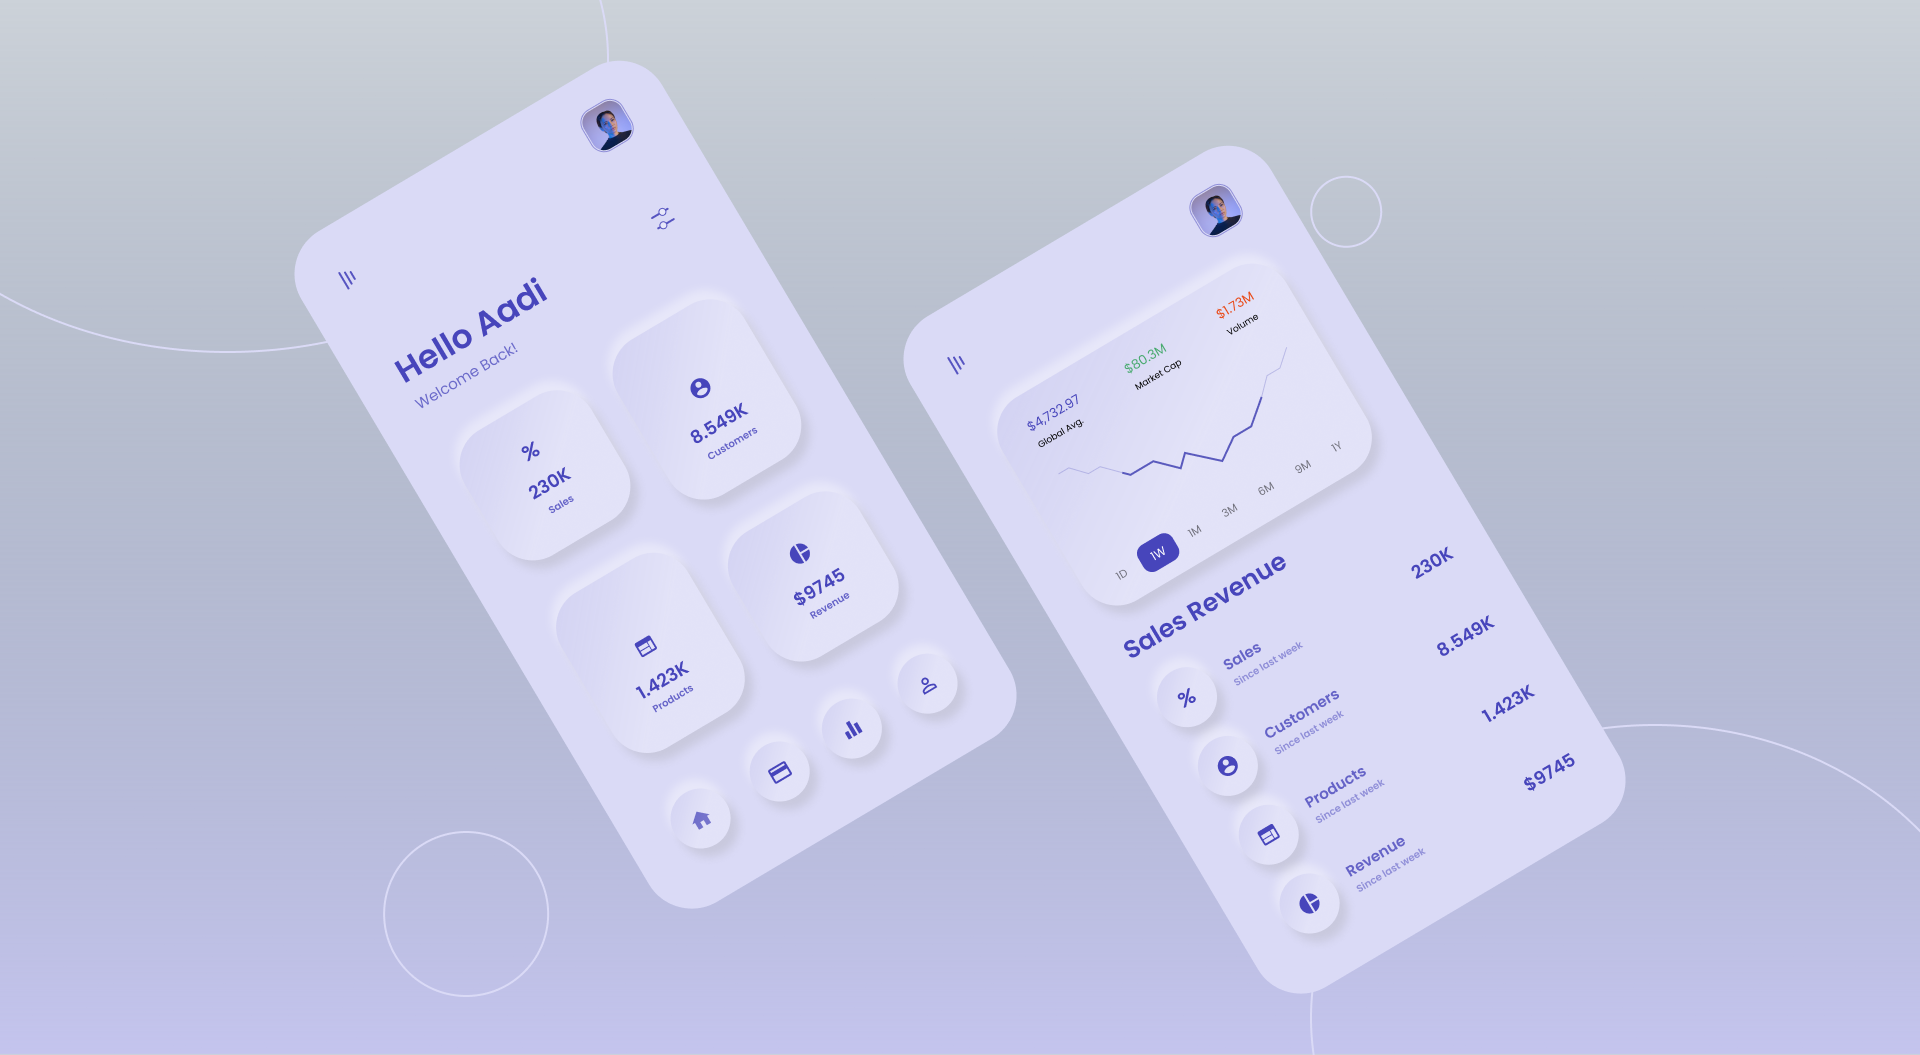 Hello Aadi
Welcome Back!
%
230K
Sales
8.549K
Customers
1.423K
Products
$9745
Revenue
$4,732.97
Global Avg.
$80.3M
Market Cap
$1.73M
Volume
1D 1W 1M 3M 6M 9M 1Y
Sales Revenue
%
Sales
Since last week
230K
Customers
Since last week
8.549K
Products
Since last week
1.423K
Revenue
Since last week
$9745